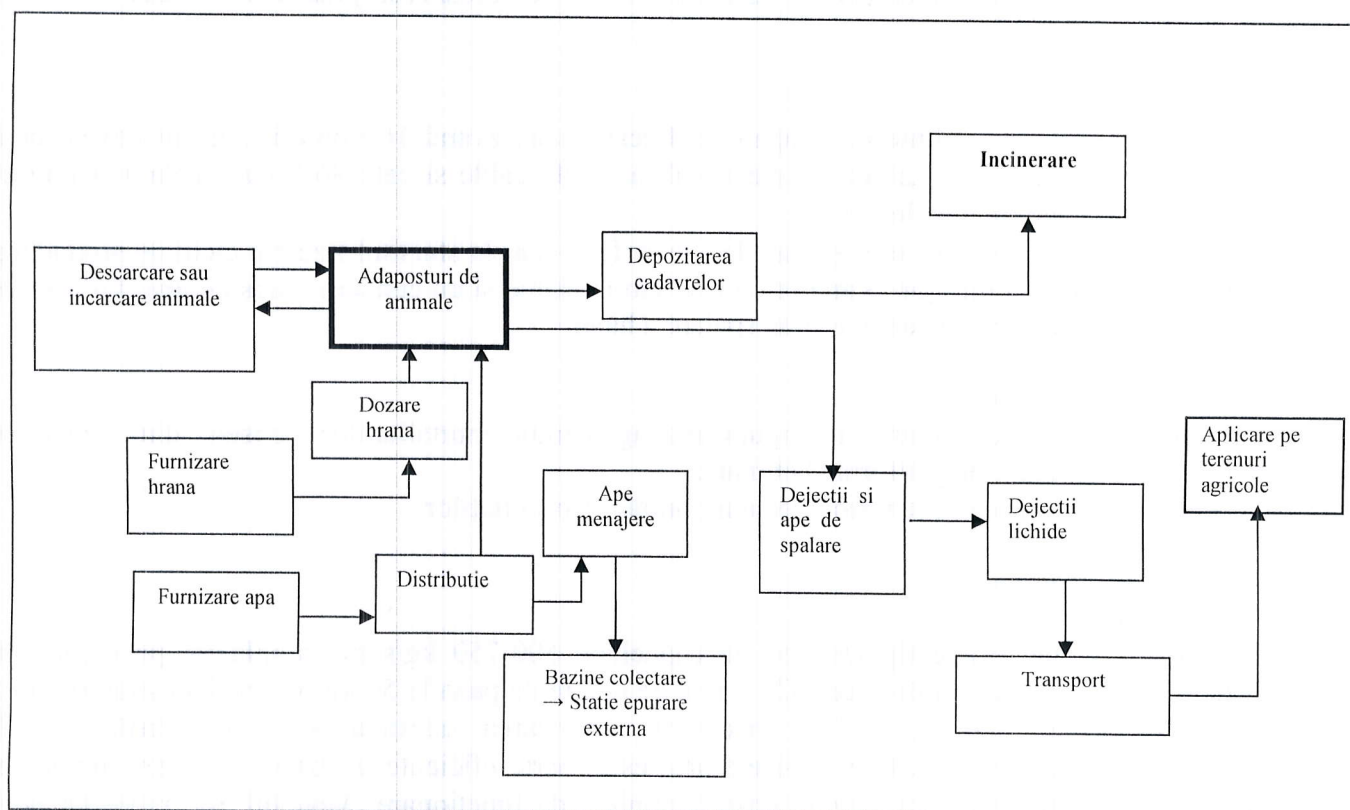 Incinerare
Descarcare sau
incarcare animale
Adaposturi de
animale
Depozitarea
cadavrelor
Dozare
hrana
Furnizare
hrana
Aplicare pe
terenuri
agricole
Ape
menajere
Dejectii si
ape de
spalare
Dejectii
lichide
Furnizare apa
Distributie
Bazine colectare
→ Statie epurare
externa
Transport